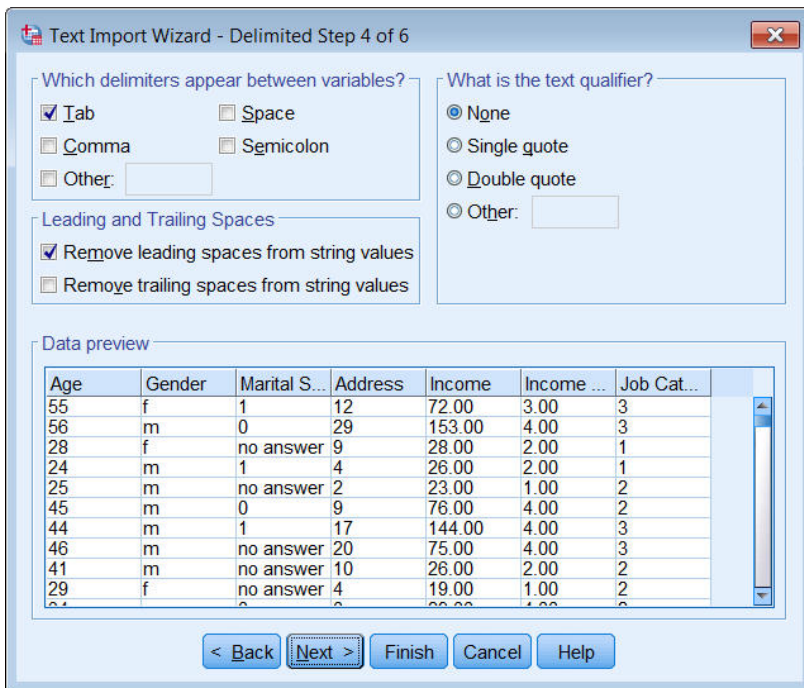 Text Import Wizard - Delimited Step 4 of 6
Which delimiters appear between variables?
Tab
Space
Comma
Semicolon
Other:
What is the text qualifier?
None
Single quote
Double quote
Other:
Leading and Trailing Spaces
Remove leading spaces from string values
Remove trailing spaces from string values
Data preview
Age Gender Marital S... Address Income Income ... Job Cat...
55 f 1 12 72.00 3.00 3
56 m 0 29 153.00 4.00 3
28 f no answer 9 28.00 2.00 1
24 m 1 4 26.00 2.00 1
25 m no answer 2 23.00 1.00 2
45 m 0 9 76.00 4.00 2
44 m 1 17 144.00 4.00 3
46 m no answer 20 75.00 4.00 3
41 m no answer 10 26.00 2.00 2
29 f no answer 4 19.00 1.00 2
< Back Next > Finish Cancel Help